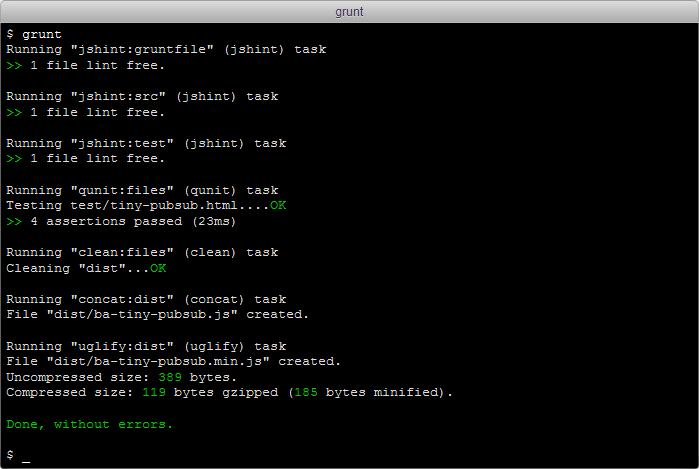 grunt
$ grunt
Running "jshint:gruntfile" (jshint) task
>> 1 file lint free.
Running "jshint:src" (jshint) task
>> 1 file lint free.
Running "jshint:test" (jshint) task
>> 1 file lint free.
Running "qunit:files" (qunit) task
Testing test/tiny-pubsub.html....OK
>> 4 assertions passed (23ms)
Running "clean:files" (clean) task
Cleaning "dist"...OK
Running "concat:dist" (concat) task
File "dist/ba-tiny-pubsub.js" created.
Running "uglify:dist" (uglify) task
File "dist/ba-tiny-pubsub.min.js" created.
Uncompressed size: 389 bytes.
Compressed size: 119 bytes gzipped (185 bytes minified).
Done, without errors.
$ _